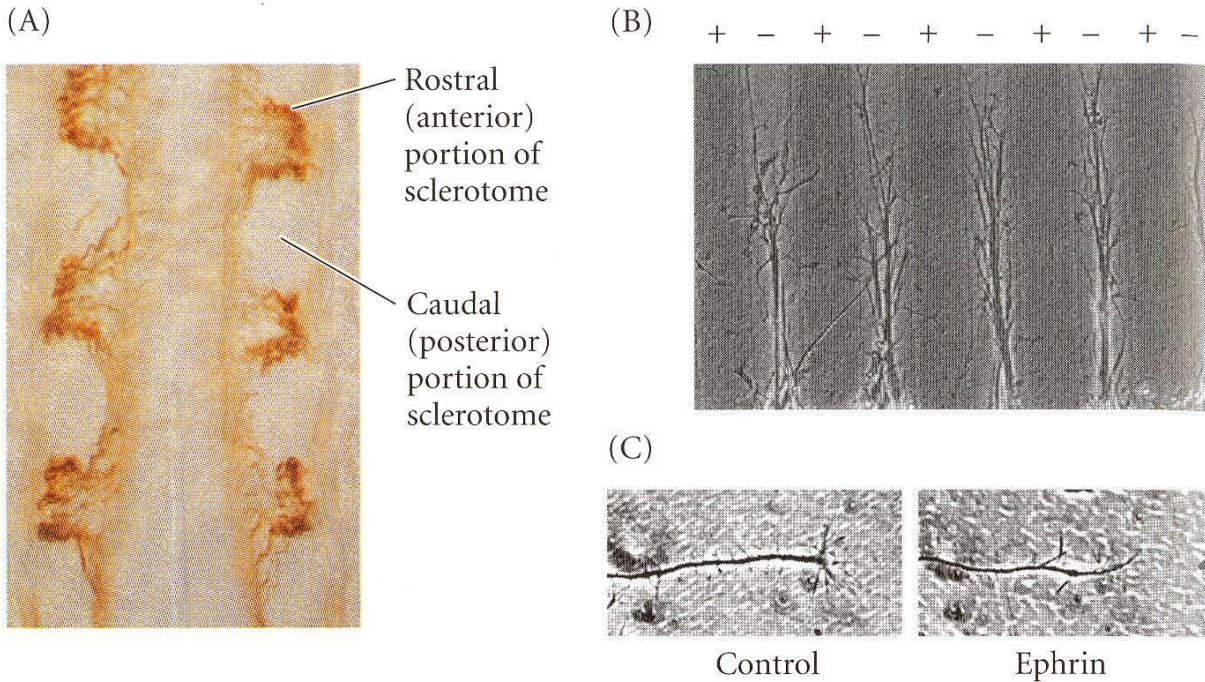 (A)
Rostral
(anterior)
portion of
sclerotome
Caudal
(posterior)
portion of
sclerotome
(B)
+ − + − + − + − + −
(C)
Control
Ephrin